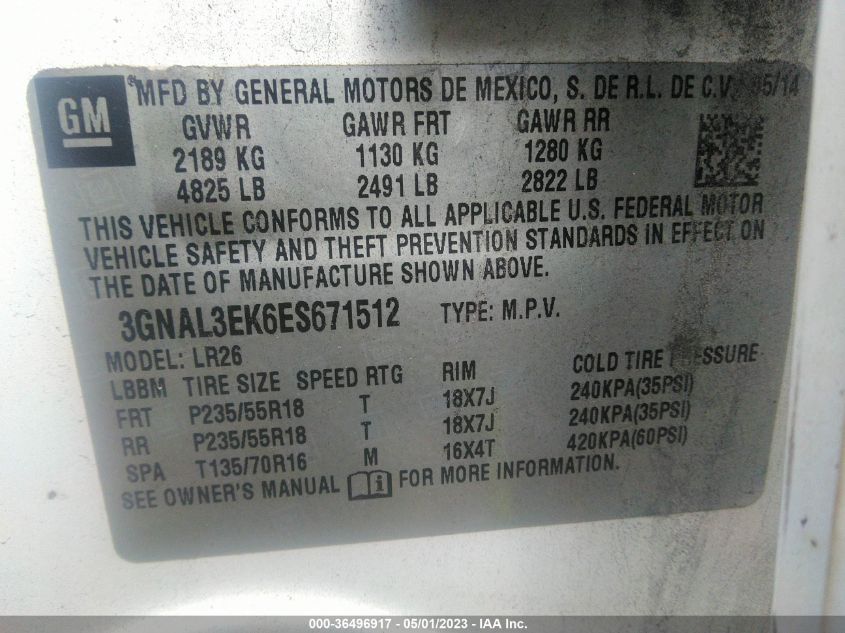 GM
MFD BY GENERAL MOTORS DE MEXICO, S. DE R.L. DE C.V. 05/14
GVWR GAWR FRT GAWR RR
2189 KG 1130 KG 1280 KG
4825 LB 2491 LB 2822 LB
THIS VEHICLE CONFORMS TO ALL APPLICABLE U.S. FEDERAL MOTOR
VEHICLE SAFETY AND THEFT PREVENTION STANDARDS IN EFFECT ON
THE DATE OF MANUFACTURE SHOWN ABOVE.
3GNAL3EK6ES671512 TYPE: M.P.V.
MODEL: LR26
LBBM TIRE SIZE SPEED RTG RIM COLD TIRE PRESSURE
FRT P235/55R18 T 18X7J 240KPA(35PSI)
RR P235/55R18 T 18X7J 240KPA(35PSI)
SPA T135/70R16 M 16X4T 420KPA(60PSI)
SEE OWNER'S MANUAL FOR MORE INFORMATION.
000-36496917 - 05/01/2023 - IAA Inc.